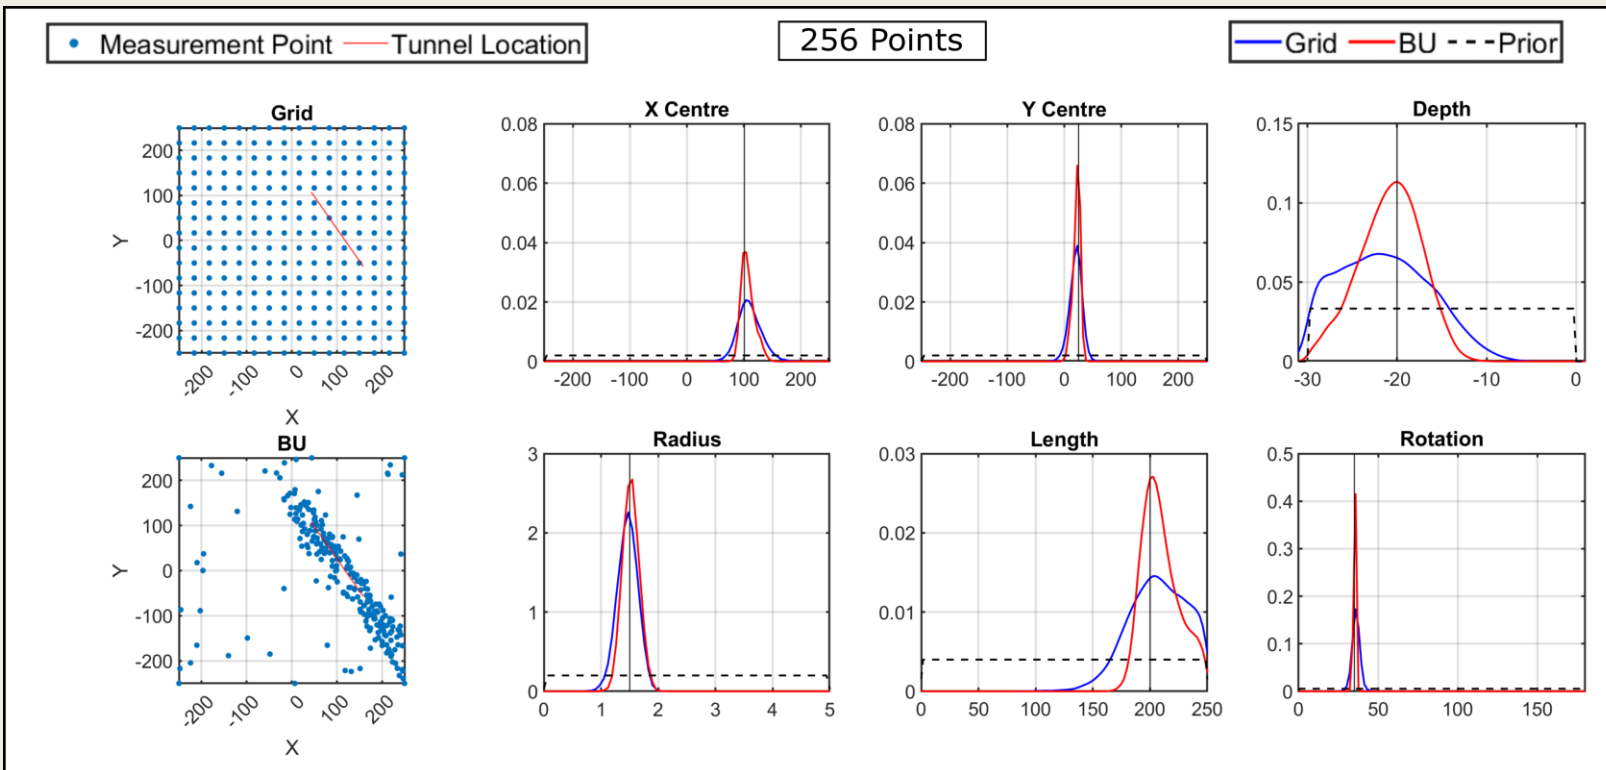 Measurement Point Tunnel Location
256 Points
Grid BU Prior
Grid
200
100
0
-100
-200
Y
-200 -100 0 100 200
X
X Centre
0.08
0.06
0.04
0.02
0
-200 -100 0 100 200
Y Centre
0.08
0.06
0.04
0.02
0
-200 -100 0 100 200
Depth
0.15
0.1
0.05
0
-30 -20 -10 0
BU
200
100
0
-100
-200
Y
-200 -100 0 100 200
X
Radius
3
2
1
0
0 1 2 3 4 5
Length
0.03
0.02
0.01
0
0 50 100 150 200 250
Rotation
0.5
0.4
0.3
0.2
0.1
0
0 50 100 150